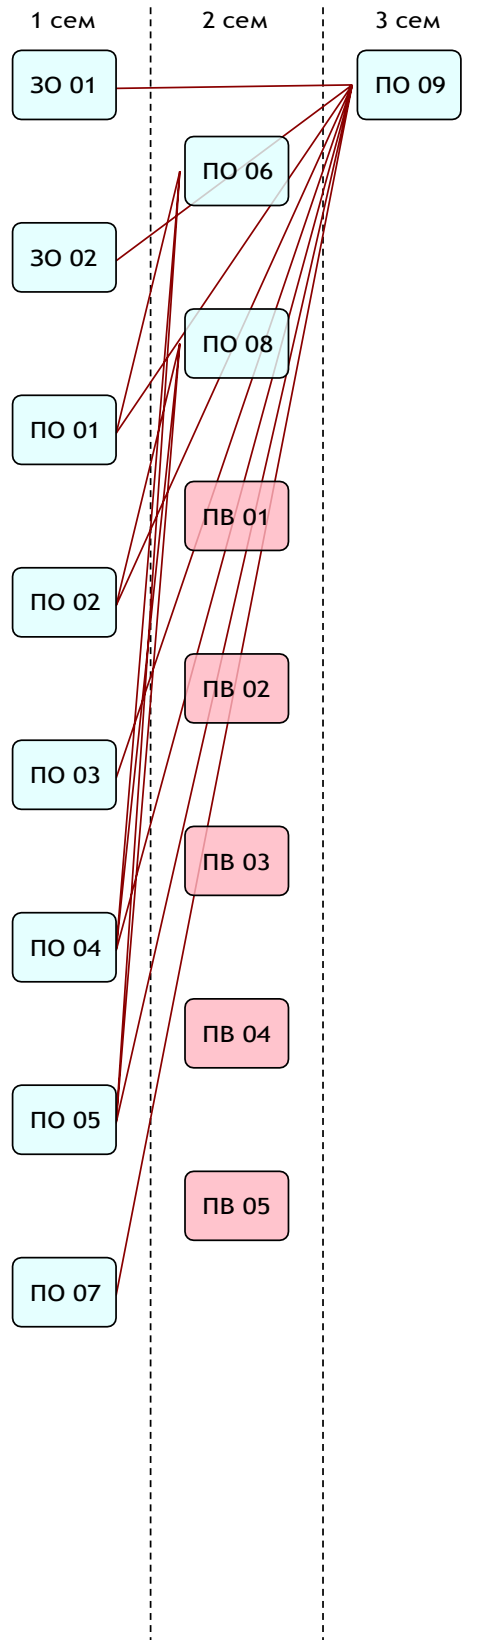 1 сем 2 сем 3 сем
ЗО 01 ПО 09
ПО 06
ЗО 02
ПО 08
ПО 01
ПВ 01
ПО 02
ПВ 02
ПО 03
ПВ 03
ПО 04
ПВ 04
ПО 05
ПВ 05
ПО 07